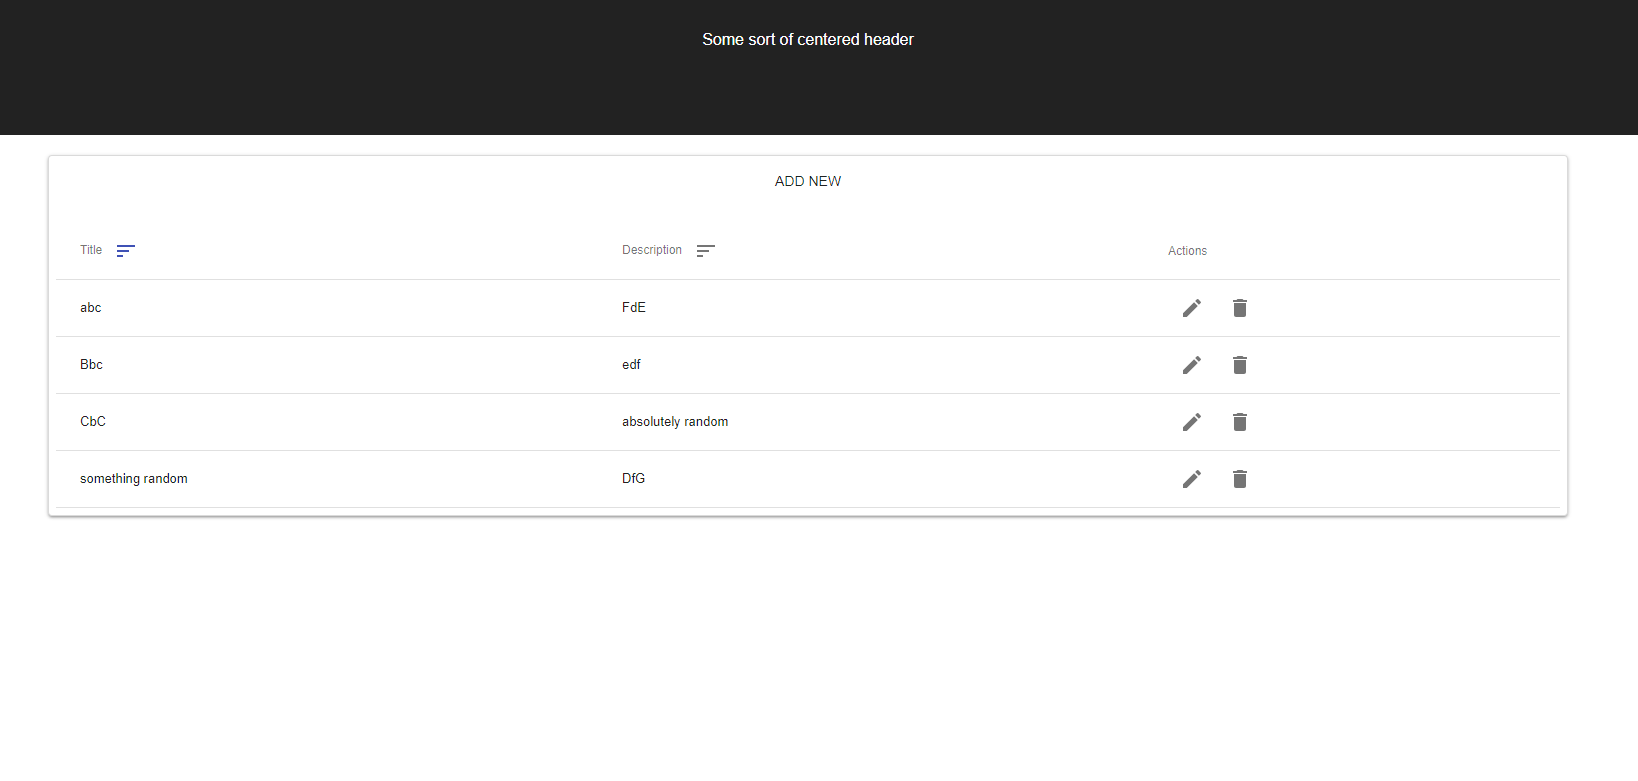 Some sort of centered header
ADD NEW
Title Description Actions
abc FdE
Bbc edf
CbC absolutely random
something random DfG